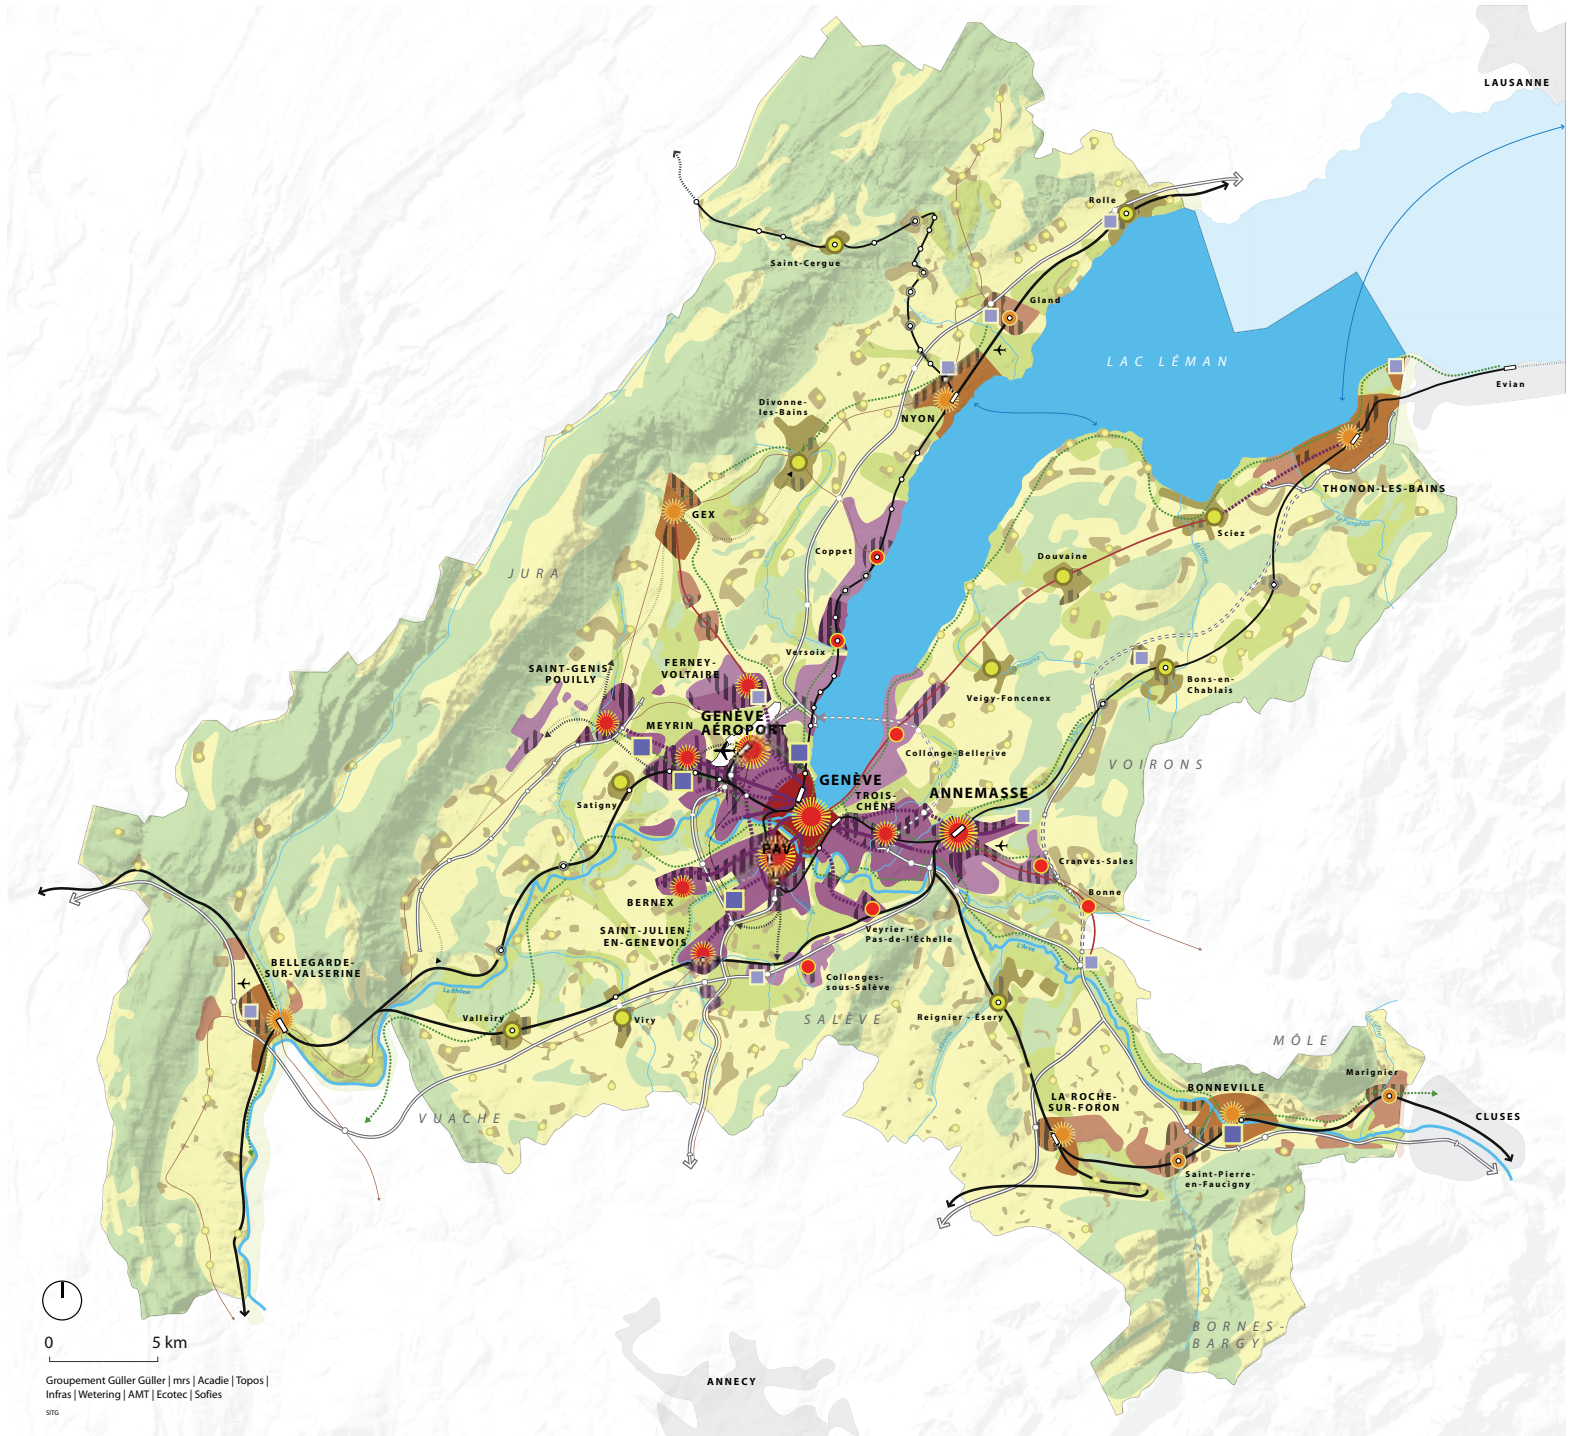 LAUSANNE
Rolle
Saint-Cergue
Gland
LAC LÉMAN
Evian
Divonne-
les-Bains
NYON
THONON-LES-BAINS
GEX
Sciez
Coppet
Douvaine
JURA
Versoix
SAINT-GENIS-
POUILLY
FERNEY-
VOLTAIRE
Veigy-Foncenex
Bons-en-
Chablais
MEYRIN
GENÈVE
AÉROPORT
Collonge-Bellerive
VOIRONS
Satigny
GENÈVE
TROIS-
CHÊNE
ANNEMASSE
PAV
Cranves-Sales
Bonne
BERNEX
SAINT-JULIEN-
EN-GENEVOIS
Veyrier –
Pas-de-l'Échelle
L'Arve
BELLEGARDE-
SUR-VALSERINE
Collonges-
sous-Salève
Le Rhône
Valleiry
Viry
SALÈVE
Reignier - Ésery
MÔLE
Marignier
VUACHE
LA ROCHE-
SUR-FORON
BONNEVILLE
CLUSES
Saint-Pierre-
en-Faucigny
BORNES-
BARGY
0 5 km
Groupement Güller Güller | mrs | Acadie | Topos |
Infras | Wetering | AMT | Ecotec | Sofies
SITG
ANNECY